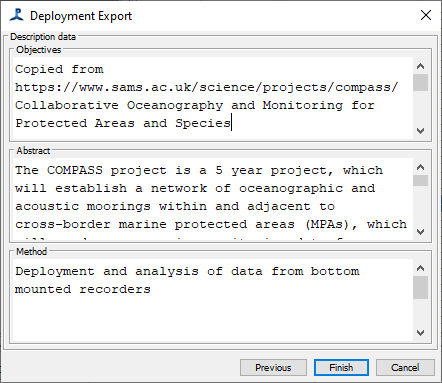 Deployment Export
Description data
Objectives
Copied from
https://www.sams.ac.uk/science/projects/compass/
Collaborative Oceanography and Monitoring for
Protected Areas and Species
Abstract
The COMPASS project is a 5 year project, which
will establish a network of oceanographic and
acoustic moorings within and adjacent to
cross-border marine protected areas (MPAs), which
Method
Deployment and analysis of data from bottom
mounted recorders
Previous
Finish
Cancel